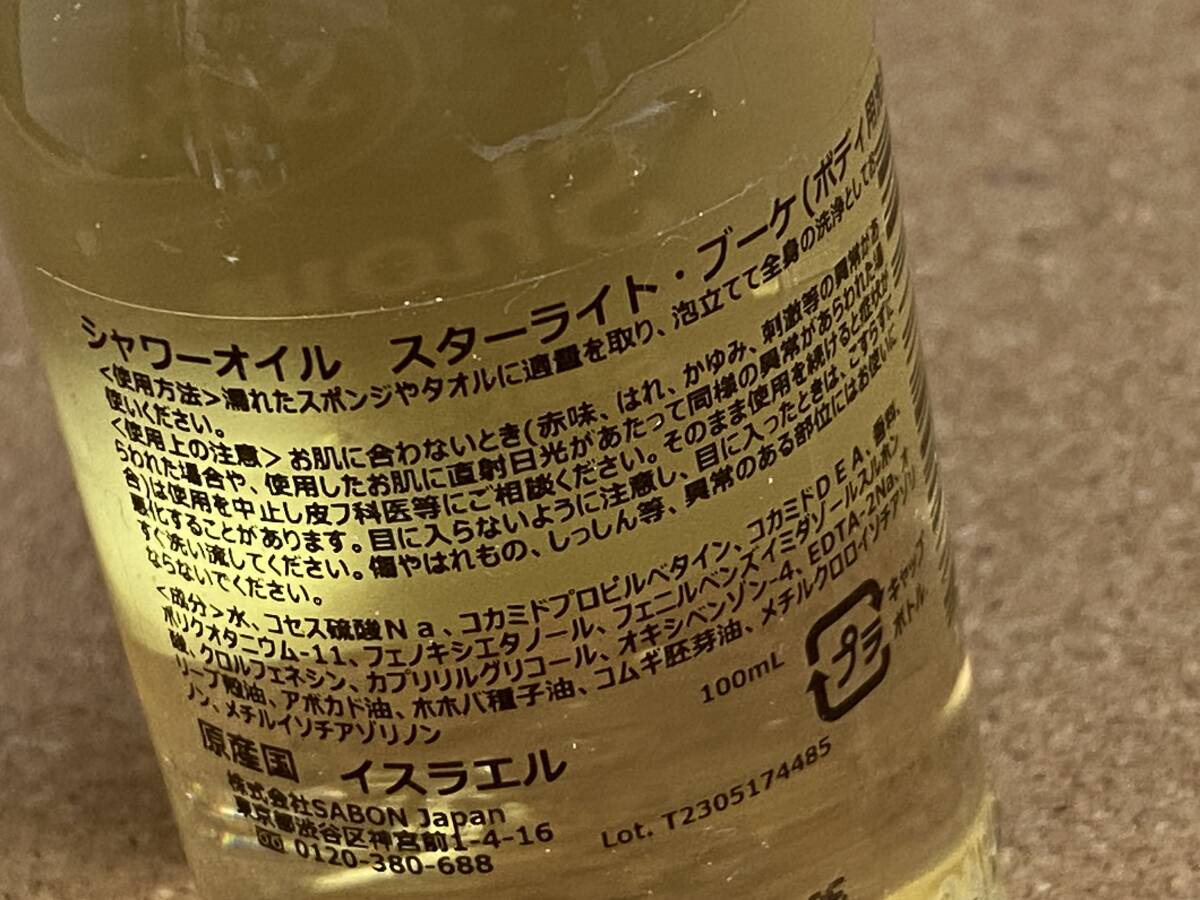 シャワーオイル スターライト・ブーケ(ボディ用
<使用方法>濡れたスポンジやタオルに適量を取り、泡立てて全身の洗浄としてお
使いください。
<使用上の注意>お肌に合わないとき(赤味、はれ、かゆみ、刺激等の異常があ
らわれた場合や、使用したお肌に直射日光があたって同様の異常があらわれた場
合)は使用を中止し皮フ科医等にご相談ください。そのまま使用を続けると症状が
悪化することがあります。目に入らないように注意し、目に入ったときは、こすらずに
すぐ洗い流してください。傷やはれもの、しっしん等、異常のある部位にはお使いに
ならないでください。
<成分>水、コセス硫酸Na、コカミドプロピルベタイン、コカミドDEA、香料、
ポリクオタニウム-11、フェノキシエタノール、フェニルベンズイミダゾールスルホン
酸、クロルフェネシン、カプリリルグリコール、オキシベンゾン-4、EDTA-2Na、オ
リーブ殻油、アボカド油、ホホバ種子油、コムギ胚芽油、メチルクロロイソチアゾリ
ノン、メチルイソチアゾリノン
100mL
プラ
キャップ
ボトル
原産国 イスラエル
株式会社SABON Japan
東京都渋谷区神宮前1-4-16
0120-380-688
Lot. T2305174485